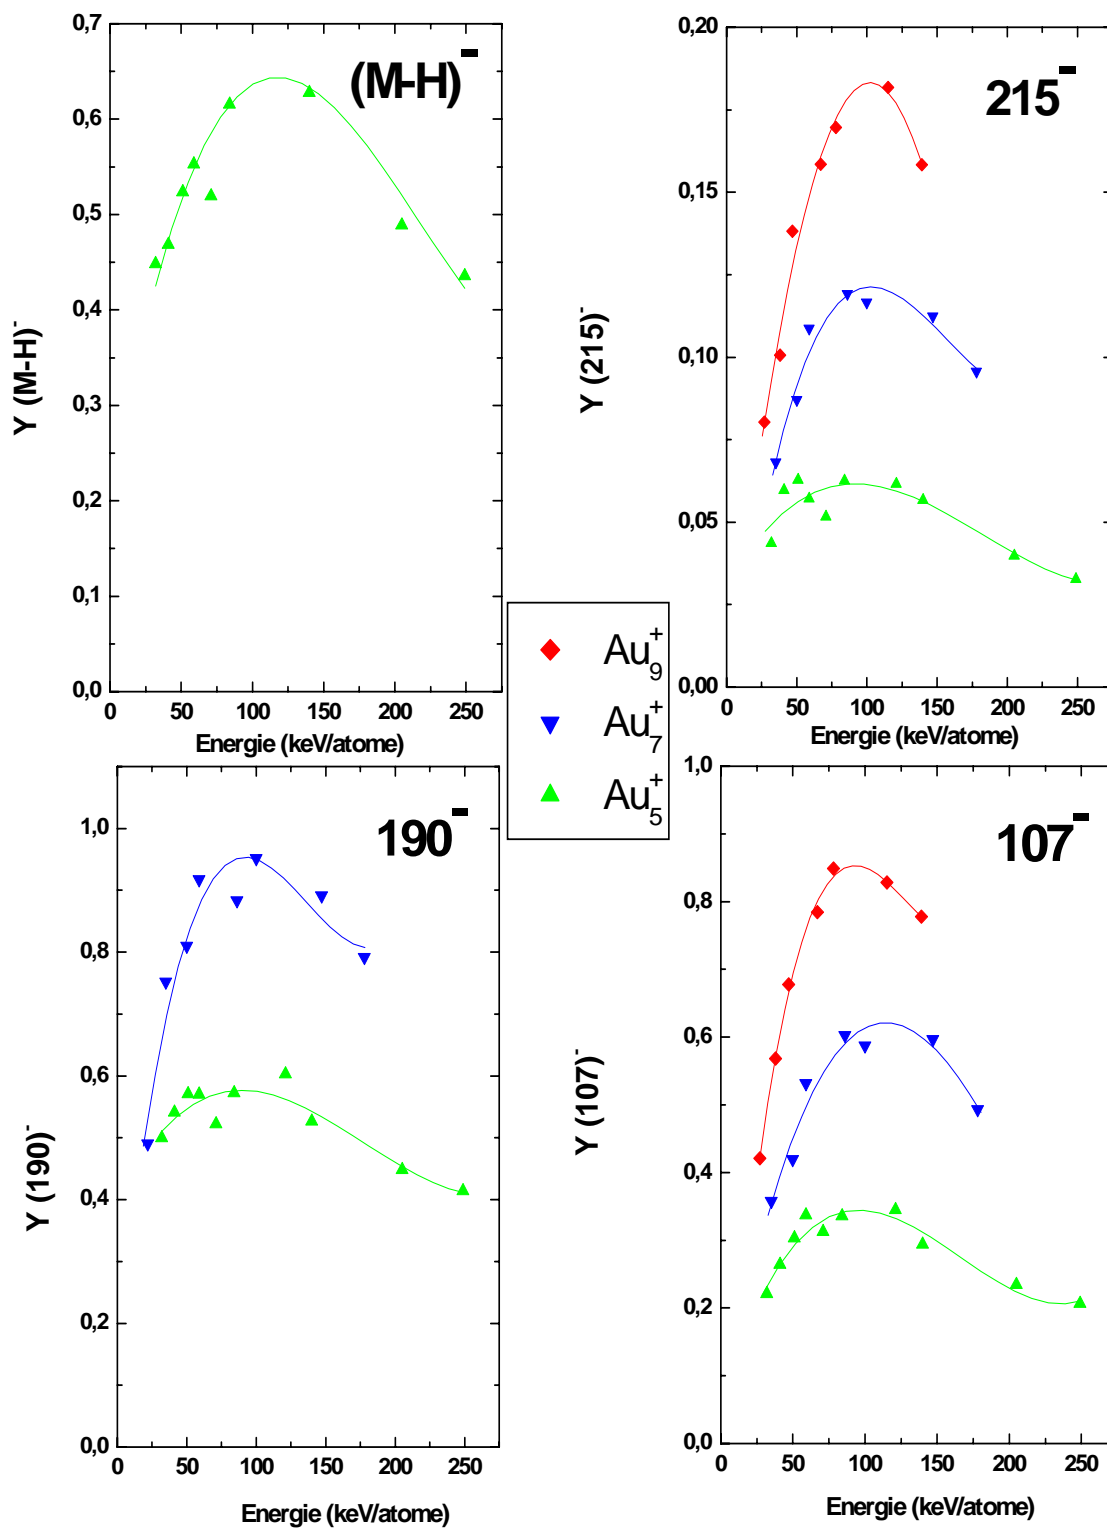 (M-H)-
0,7
0,6
0,5
0,4
0,3
0,2
0,1
0,0
Y (M-H)-
0 50 100 150 200 250
Energie (keV/atome)
215-
0,20
0,15
0,10
0,05
0,00
Y (215)-
0 50 100 150 200 250
Energie (keV/atome)
Au9+
Au7+
Au5+
190-
1,0
0,8
0,6
0,4
0,2
0,0
Y (190)-
0 50 100 150 200 250
Energie (keV/atome)
107-
1,0
0,8
0,6
0,4
0,2
0,0
Y (107)-
0 50 100 150 200 250
Energie (keV/atome)